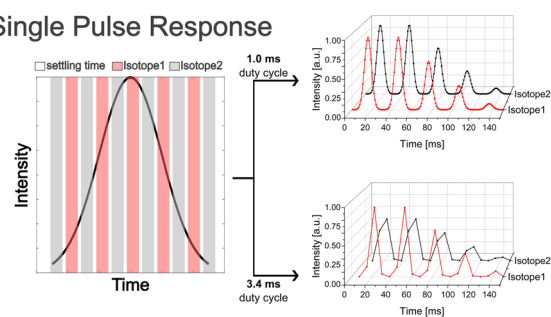 Single Pulse Response
settling time Isotope1 Isotope2
Intensity
Time
1.0 ms
duty cycle
3.4 ms
duty cycle
Intensity [a.u.]
1.00
0.75
0.50
0.25
0.00
0 20 40 60 80 100 120 140
Time [ms]
Isotope2
Isotope1
Intensity [a.u.]
1.00
0.75
0.50
0.25
0.00
0 20 40 60 80 100 120 140
Time [ms]
Isotope2
Isotope1